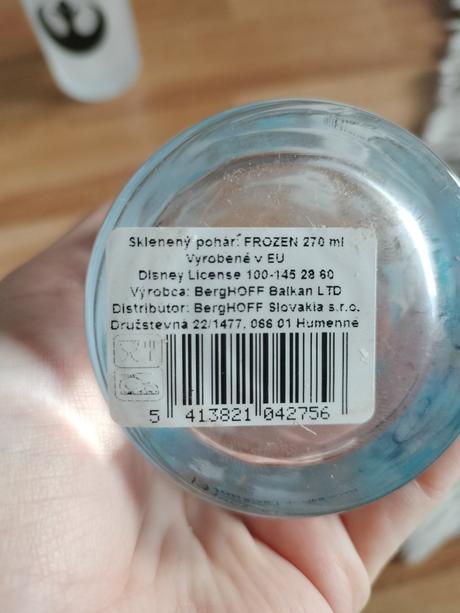 Sklenený pohár: FROZEN 270 ml
Vyrobené v EU
Disney License 100-145 28 60
Výrobca: BergHOFF Balkan LTD
Distributor: BergHOFF Slovakia s.r.o.
Družstevná 22/1477, 066 01 Humenné
5 413821 042756